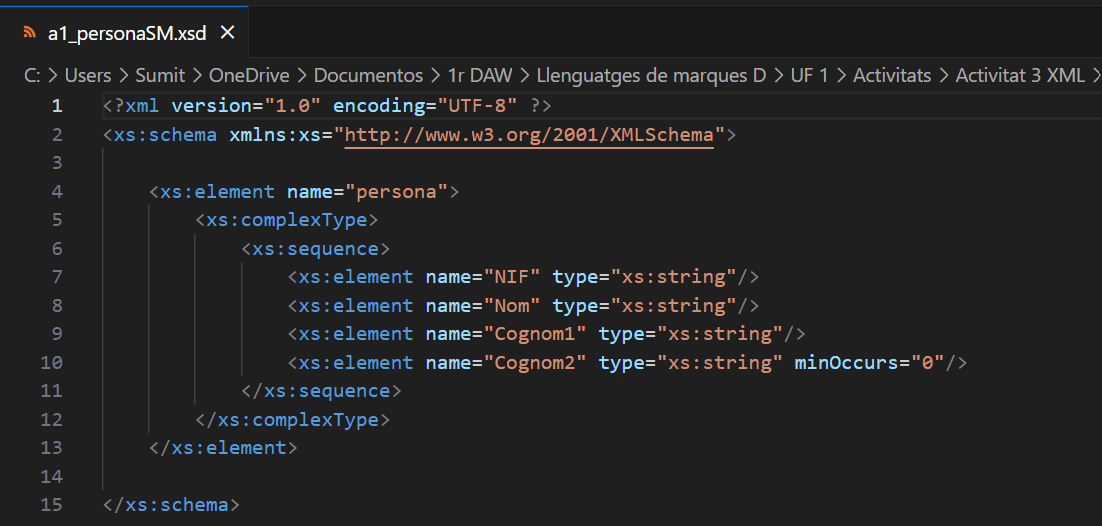 a1_personaSM.xsd ×
C: > Users > Sumit > OneDrive > Documentos > 1r DAW > Llenguatges de marques D > UF 1 > Activitats > Activitat 3 XML >
1 <?xml version="1.0" encoding="UTF-8" ?>
2 <xs:schema xmlns:xs="http://www.w3.org/2001/XMLSchema">
3
4 <xs:element name="persona">
5 <xs:complexType>
6 <xs:sequence>
7 <xs:element name="NIF" type="xs:string"/>
8 <xs:element name="Nom" type="xs:string"/>
9 <xs:element name="Cognom1" type="xs:string"/>
10 <xs:element name="Cognom2" type="xs:string" minOccurs="0"/>
11 </xs:sequence>
12 </xs:complexType>
13 </xs:element>
14
15 </xs:schema>